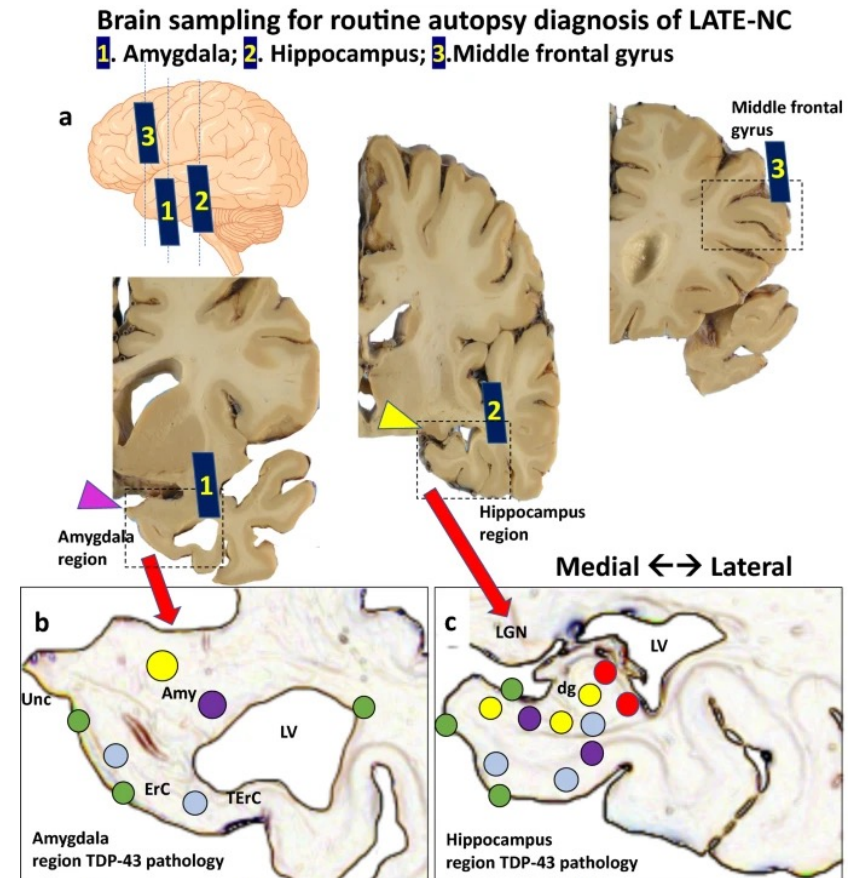 Brain sampling for routine autopsy diagnosis of LATE-NC
1. Amygdala; 2. Hippocampus; 3.Middle frontal gyrus
a
3
1
2
Middle frontal
gyrus
3
2
1
Amygdala
region
Hippocampus
region
Medial ←→ Lateral
b
Unc
Amy
LV
ErC
TErC
Amygdala
region TDP-43 pathology
c
LGN
LV
dg
Hippocampus
region TDP-43 pathology